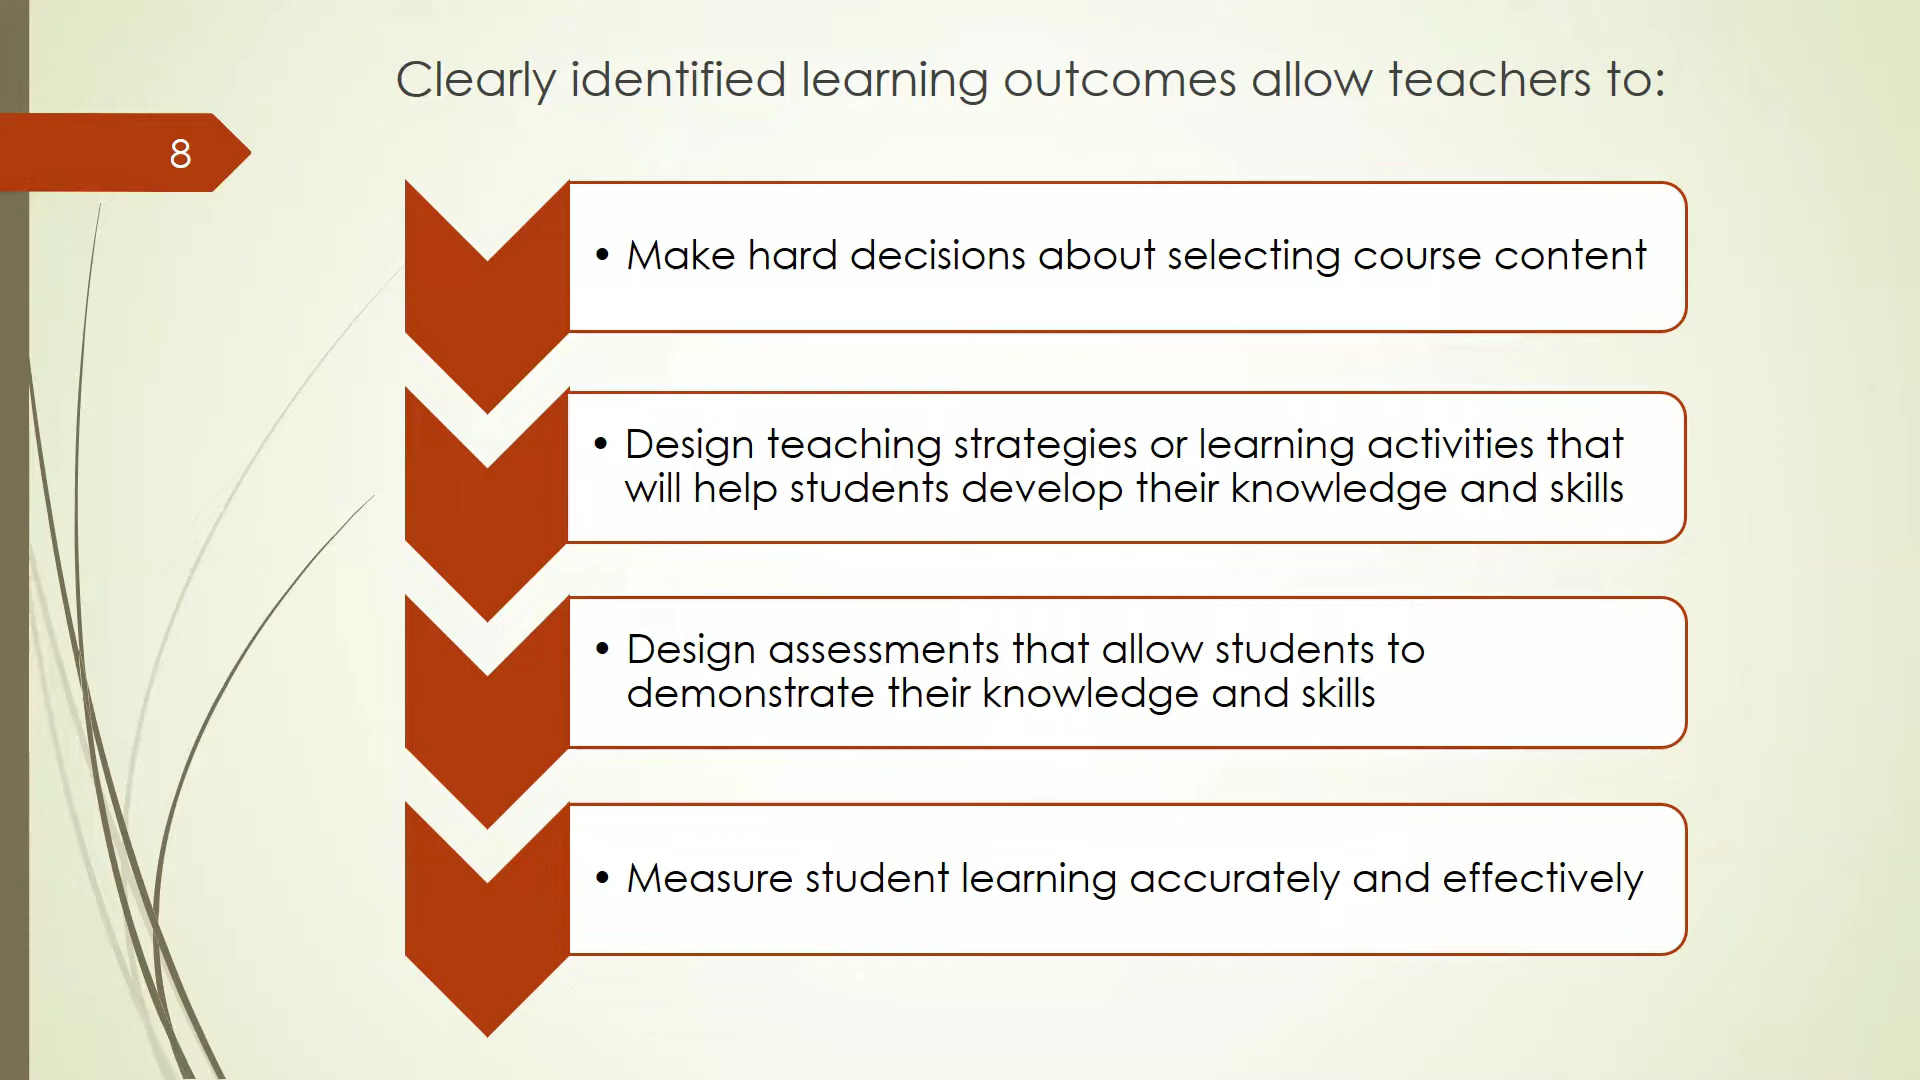 Clearly identified learning outcomes allow teachers to:
8
• Make hard decisions about selecting course content
• Design teaching strategies or learning activities that
will help students develop their knowledge and skills
• Design assessments that allow students to
demonstrate their knowledge and skills
• Measure student learning accurately and effectively